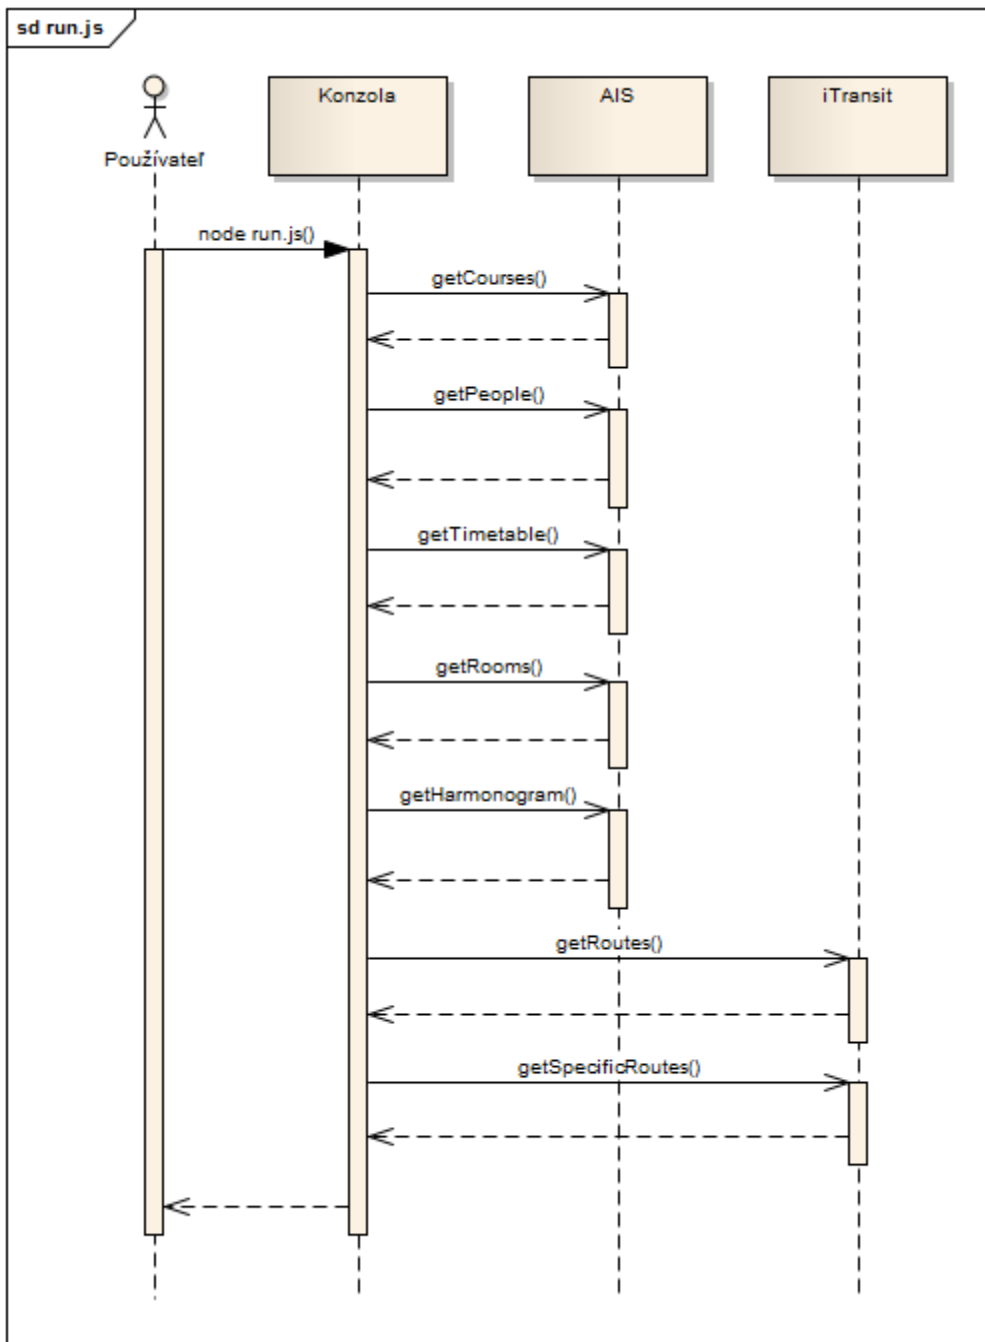 sd run.js
Používateľ
Konzola
AIS
iTransit
node run.js()
getCourses()
getPeople()
getTimetable()
getRooms()
getHarmonogram()
getRoutes()
getSpecificRoutes()